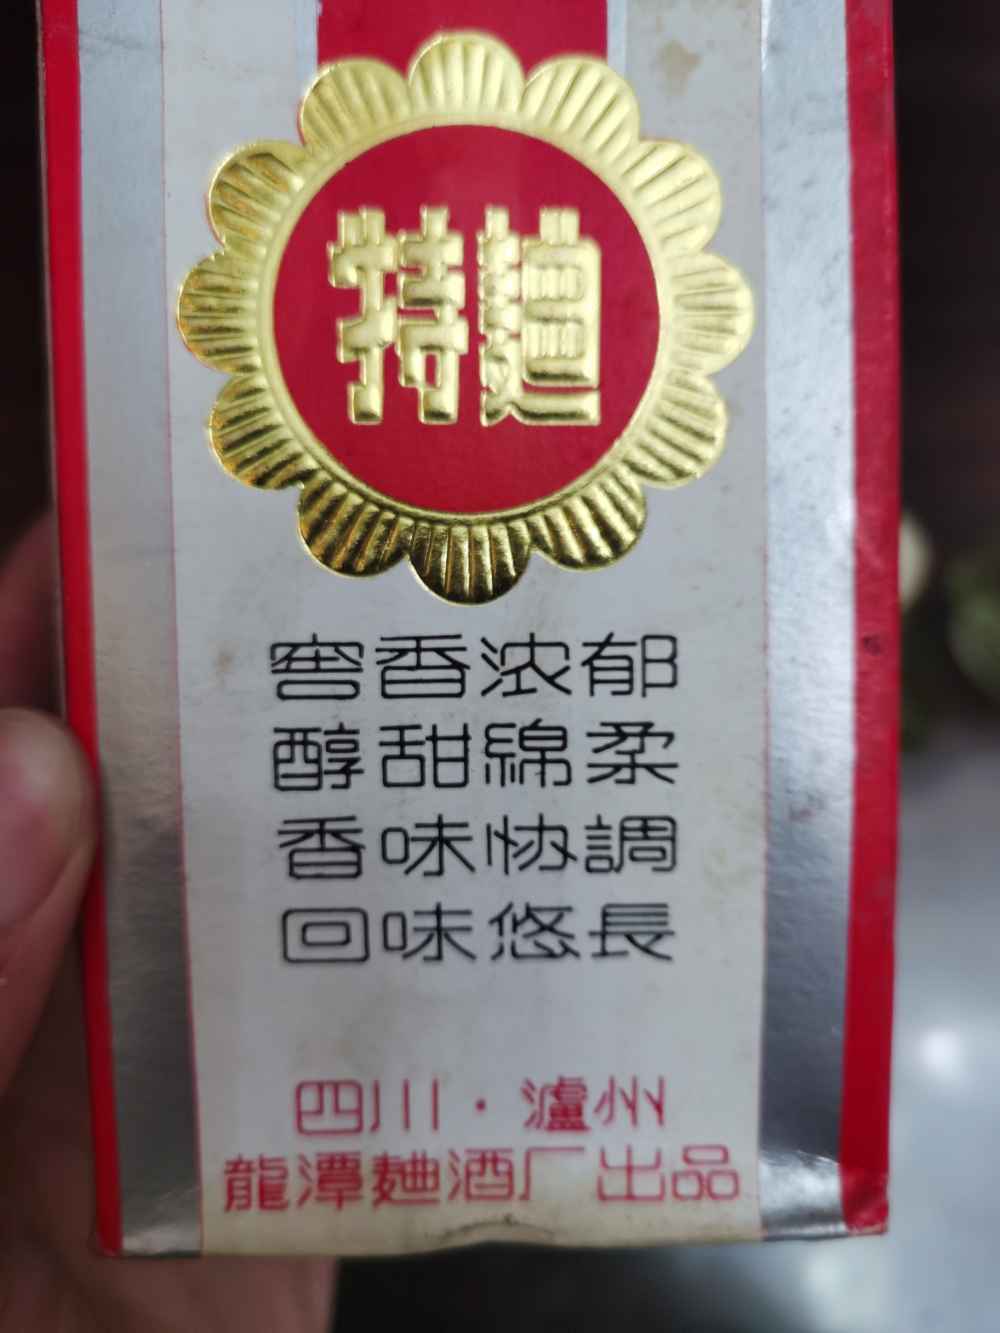 特麯
窖香浓郁
醇甜綿柔
香味协調
回味悠長
四川·瀘州
龍潭麯酒厂出品